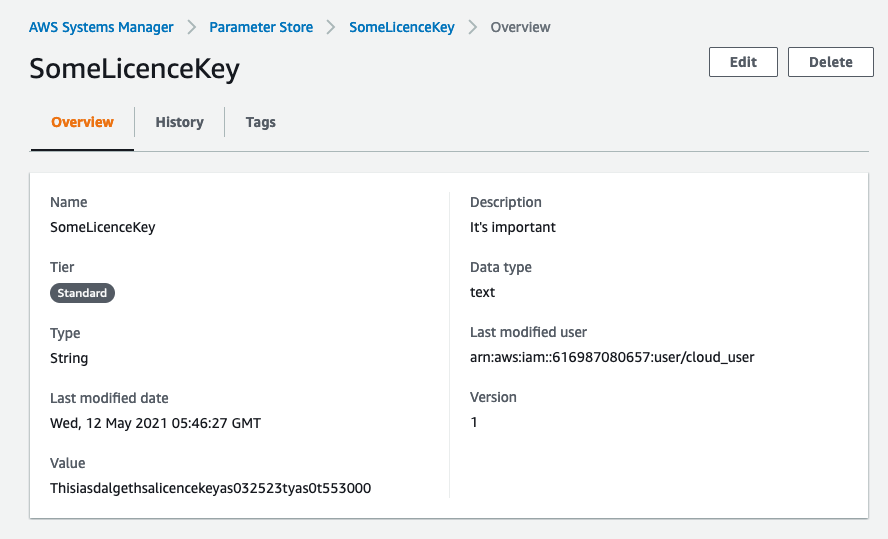 AWS Systems Manager > Parameter Store > SomeLicenceKey > Overview
SomeLicenceKey
Edit Delete
Overview History Tags
Name
SomeLicenceKey
Tier
Standard
Type
String
Last modified date
Wed, 12 May 2021 05:46:27 GMT
Value
Thisiasdalgethsalicencekeyas032523tyas0t553000
Description
It's important
Data type
text
Last modified user
arn:aws:iam::616987080657:user/cloud_user
Version
1